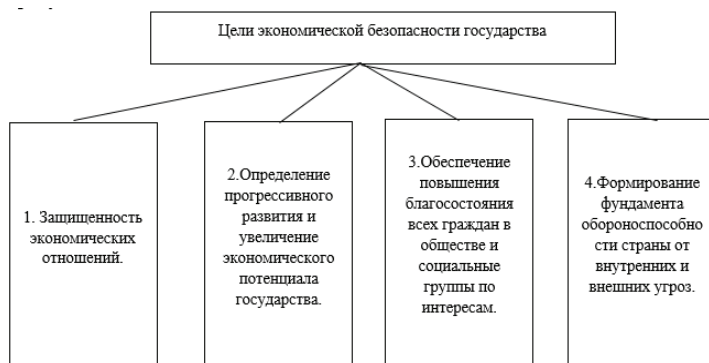 Цели экономической безопасности государства
1. Защищенность
экономических
отношений.
2.Определение
прогрессивного
развития и
увеличение
экономического
потенциала
государства.
3.Обеспечение
повышения
благосостояния
всех граждан в
обществе и
социальные
группы по
интересам.
4.Формирование
фундамента
обороноспособно
сти страны от
внутренних и
внешних угроз.